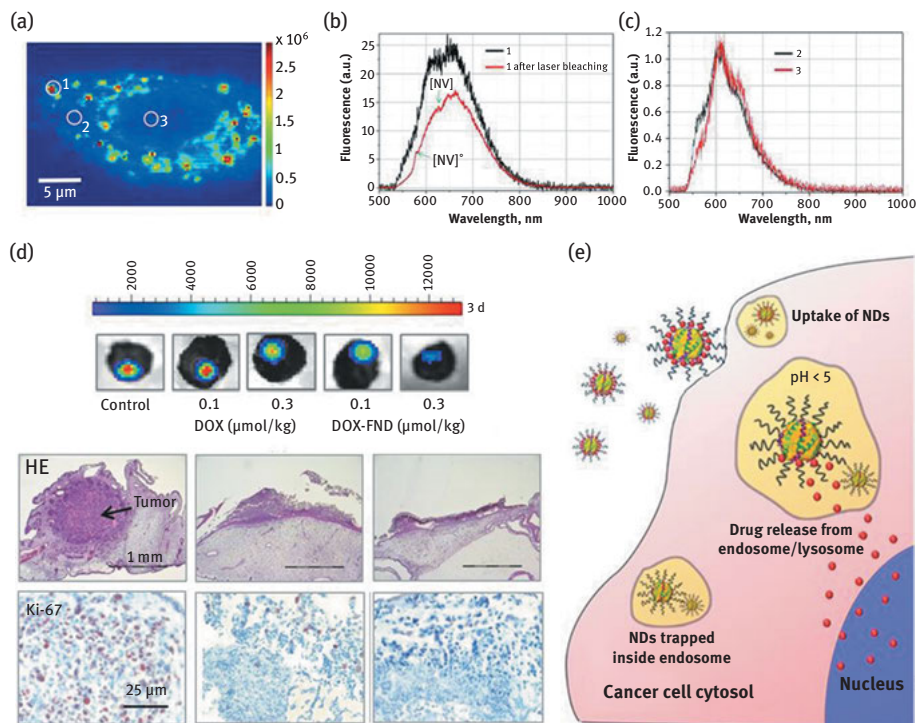 (a)
x 10⁶
3
2.5
2
1.5
1
0.5
0
1
2
3
5 µm
(b)
Fluorescence (a.u.)
25
20
15
10
5
0
1
1 after laser bleaching
[NV]
[NV]°
500 600 700 800 900 1000
Wavelength, nm
(c)
Fluorescence (a.u.)
1.2
1.0
0.8
0.6
0.4
0.2
0.0
2
3
500 600 700 800 900 1000
Wavelength, nm
(d)
2000 4000 6000 8000 10000 12000
3 d
Control 0.1 0.3 0.1 0.3
DOX (µmol/kg) DOX-FND (µmol/kg)
HE
Tumor
1 mm
Ki-67
25 µm
(e)
Uptake of NDs
pH < 5
Drug release from
endosome/lysosome
NDs trapped
inside endosome
Cancer cell cytosol
Nucleus